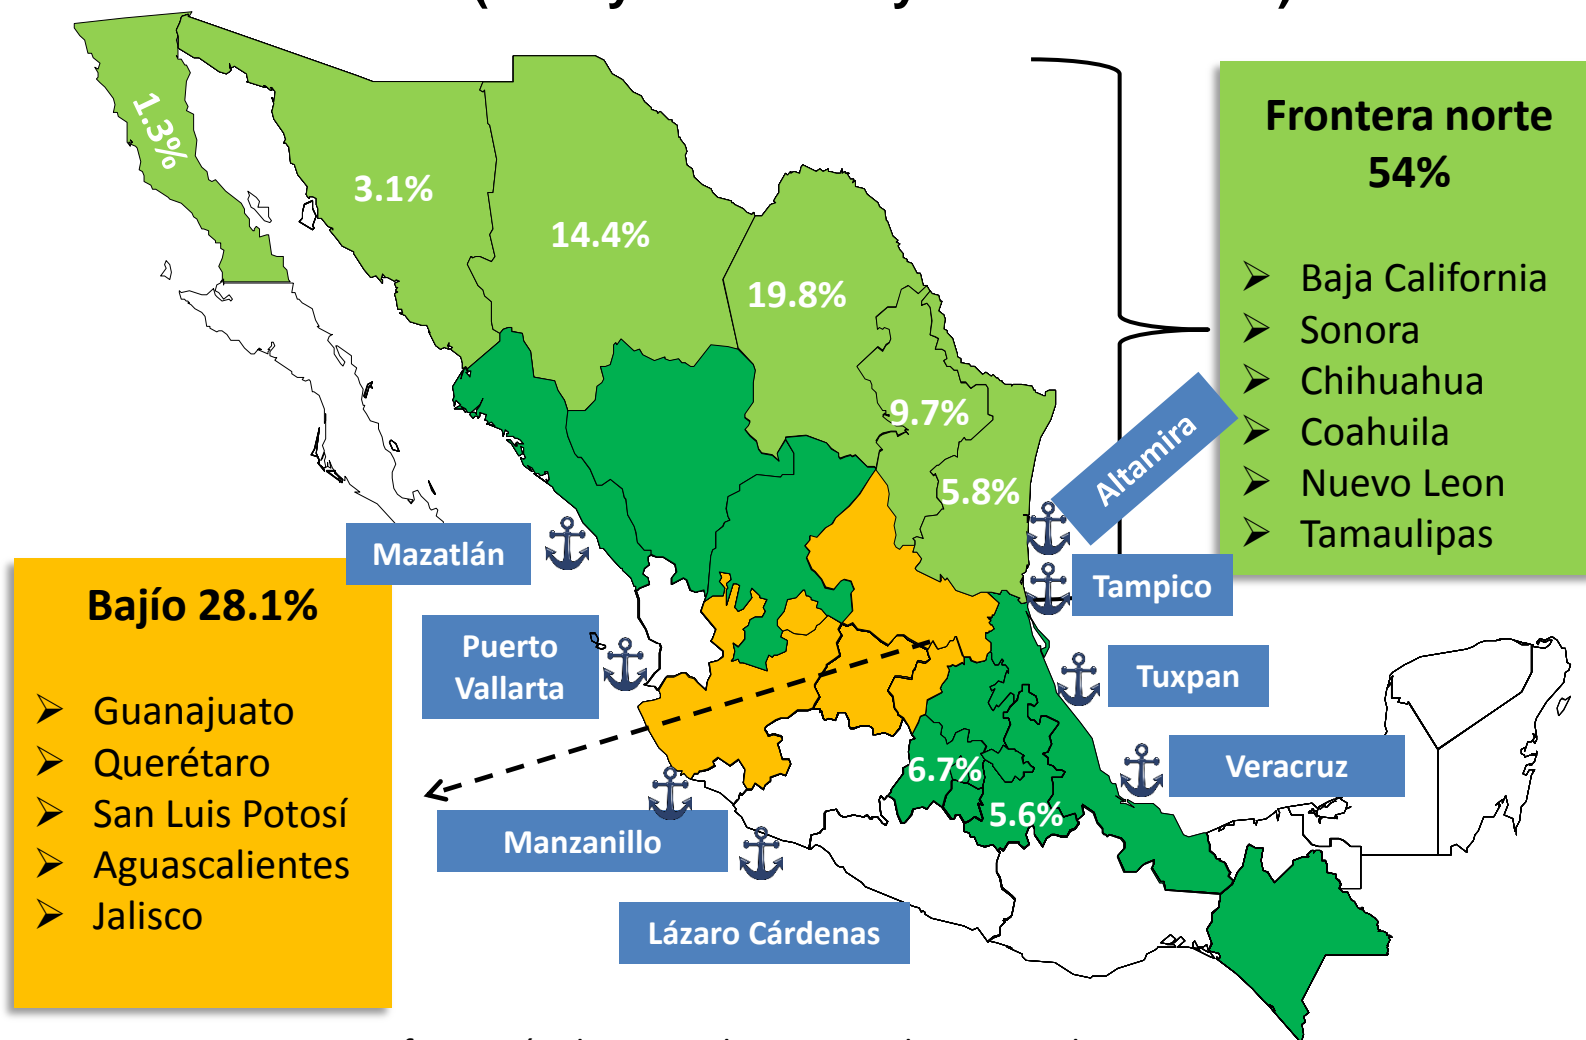 1.3%
3.1%
14.4%
19.8%
9.7%
5.8%
6.7%
5.6%
Frontera norte
54%
➢ Baja California
➢ Sonora
➢ Chihuahua
➢ Coahuila
➢ Nuevo Leon
➢ Tamaulipas
Altamira
Tampico
Tuxpan
Veracruz
Mazatlán
Puerto
Vallarta
Manzanillo
Lázaro Cárdenas
Bajío 28.1%
➢ Guanajuato
➢ Querétaro
➢ San Luis Potosí
➢ Aguascalientes
➢ Jalisco